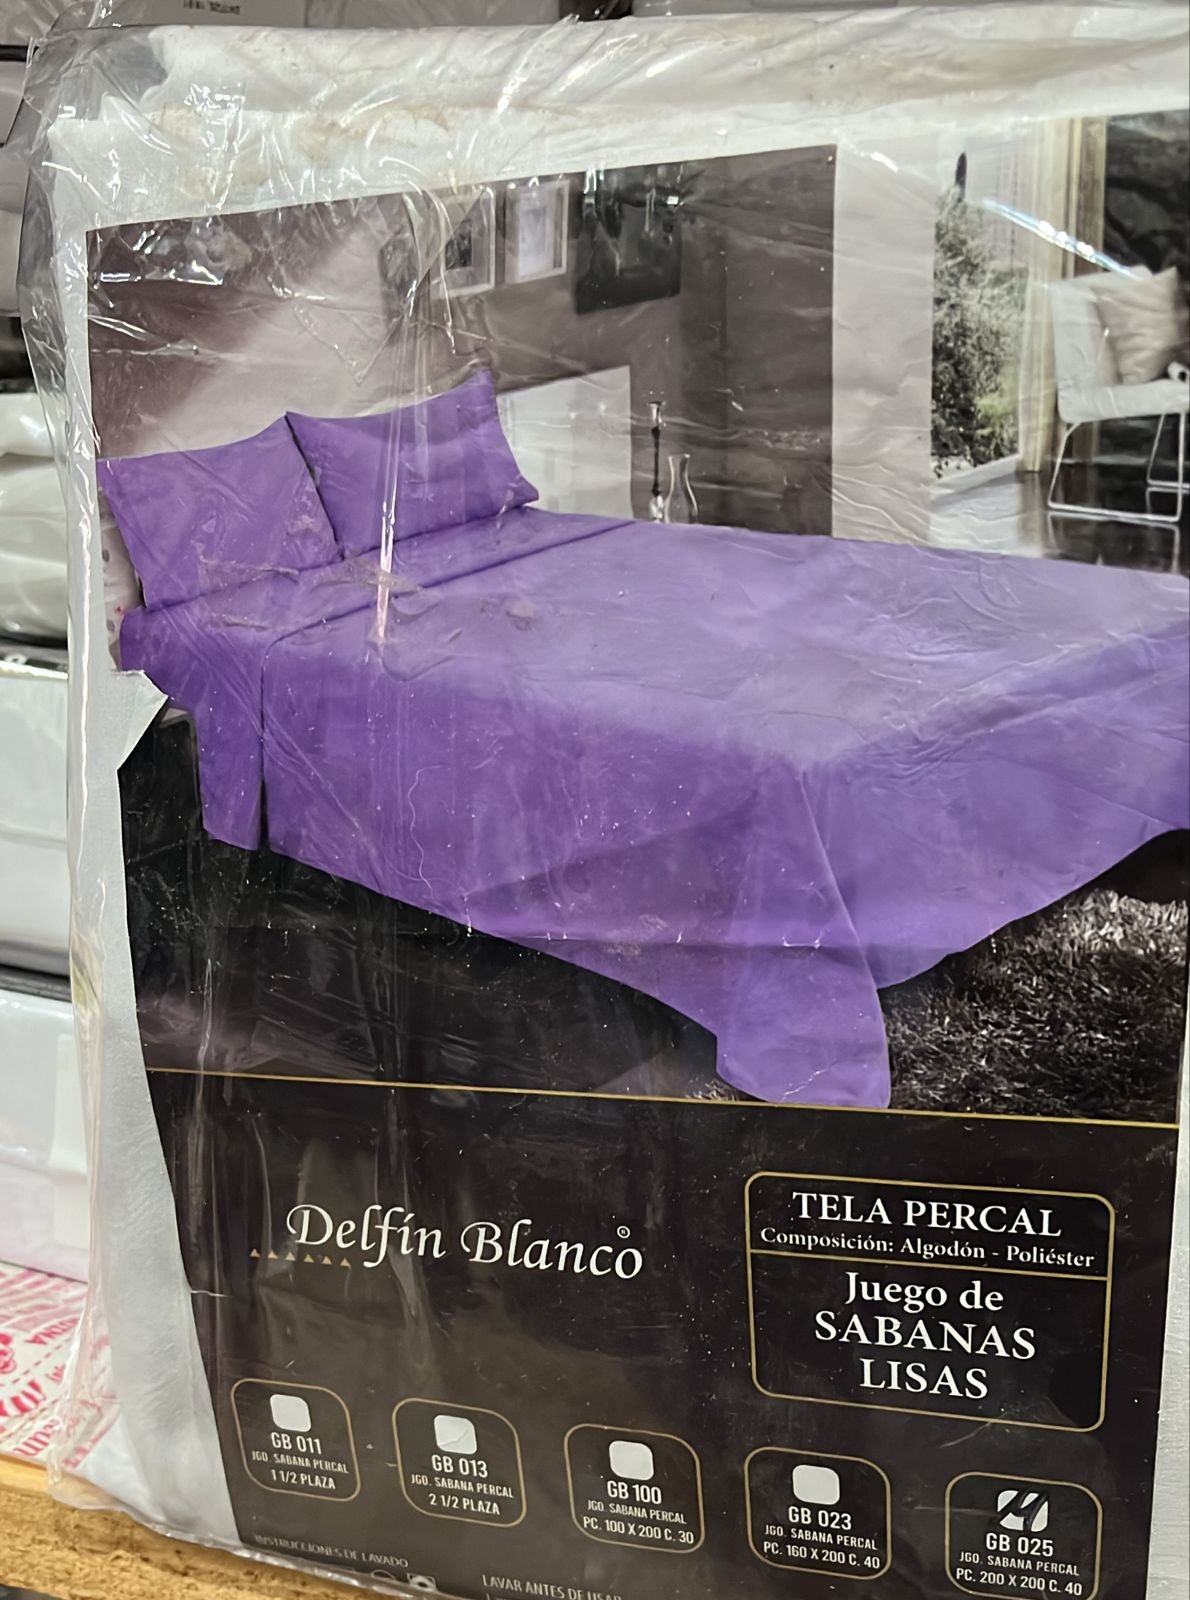 Delfín Blanco®
TELA PERCAL
Composición: Algodón - Poliéster
Juego de
SABANAS
LISAS
GB 011
JGO. SABANA PERCAL
1 1/2 PLAZA
GB 013
JGO. SABANA PERCAL
2 1/2 PLAZA
GB 100
JGO. SABANA PERCAL
PC. 100 X 200 C. 30
GB 023
JGO. SABANA PERCAL
PC. 160 X 200 C. 40
GB 025
JGO. SABANA PERCAL
PC. 200 X 200 C. 40
INSTRUCCIONES DE LAVADO
LAVAR ANTES DE USAR